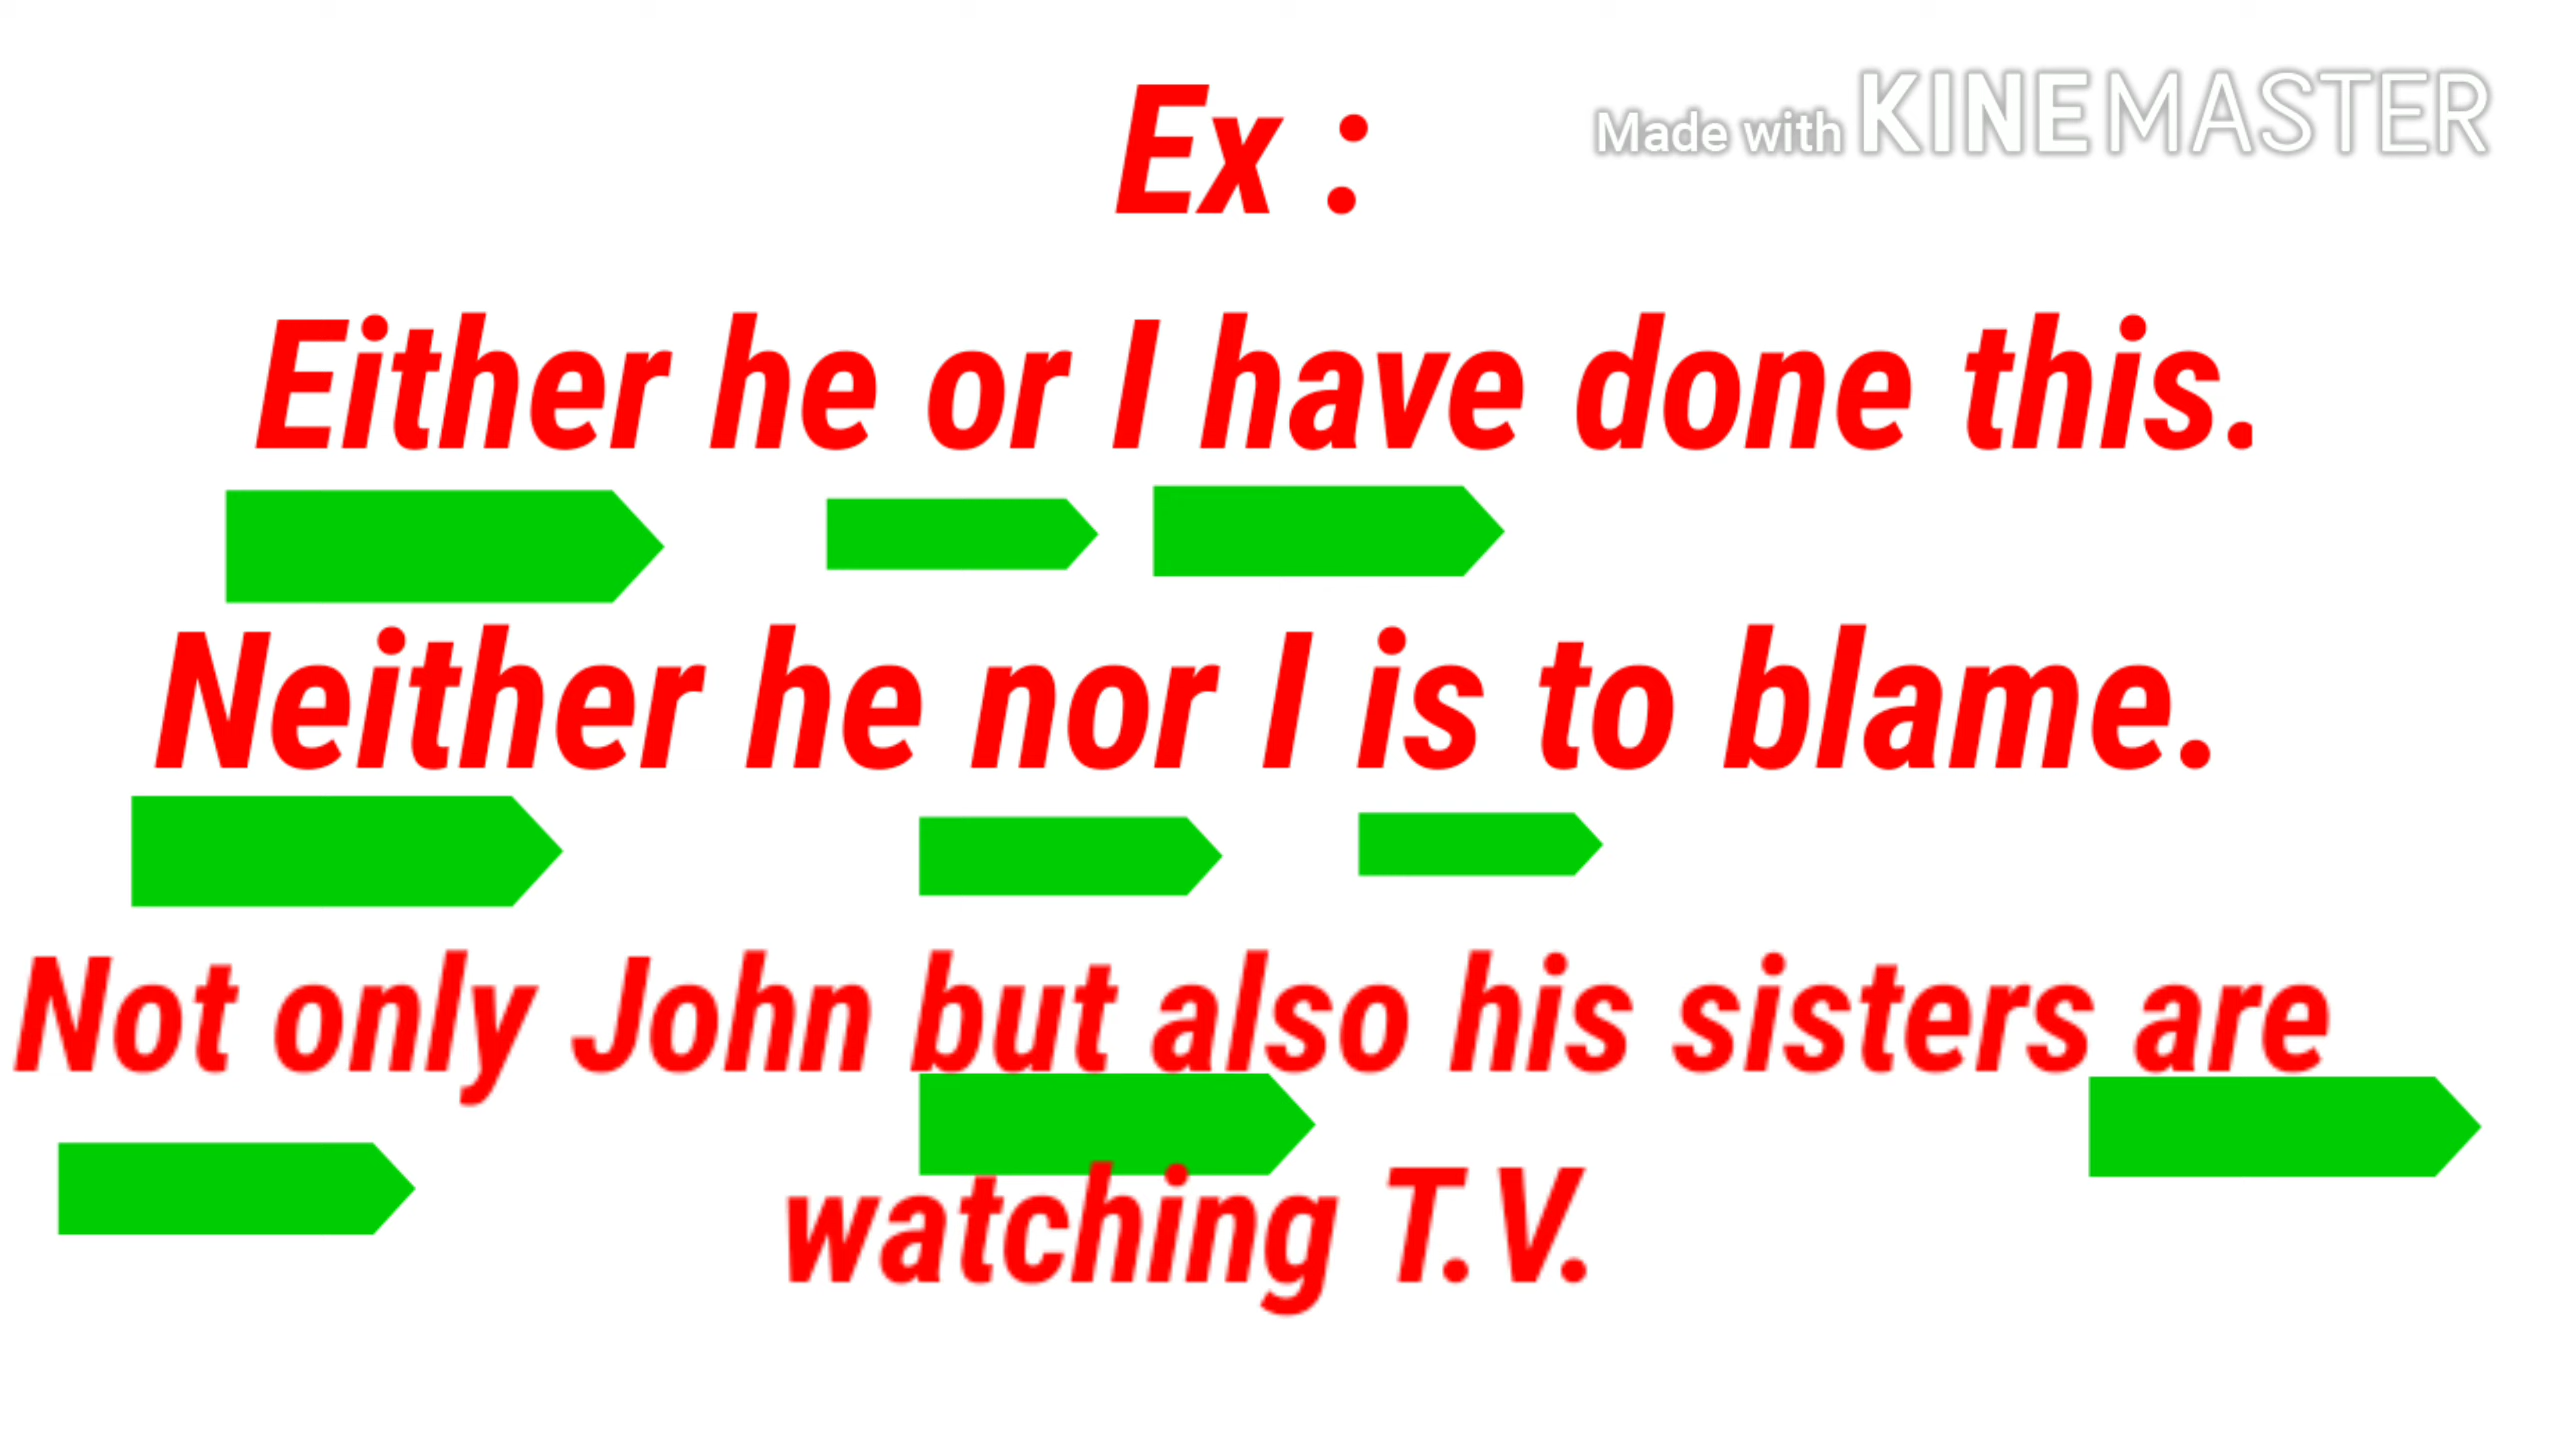 Ex :
Made with KINEMASTER
Either he or I have done this.
Neither he nor I is to blame.
Not only John but also his sisters are
watching T.V.